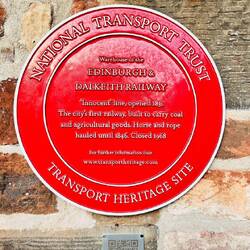 NATIONAL TRANSPORT TRUST
Warehouse of the
EDINBURGH &
DALKEITH RAILWAY
'Innocent' line, opened 1831.
The city's first railway, built to carry coal
and agricultural goods. Horse and rope
hauled until 1846. Closed 1968
For further information visit
www.transportheritage.com
TRANSPORT HERITAGE SITE